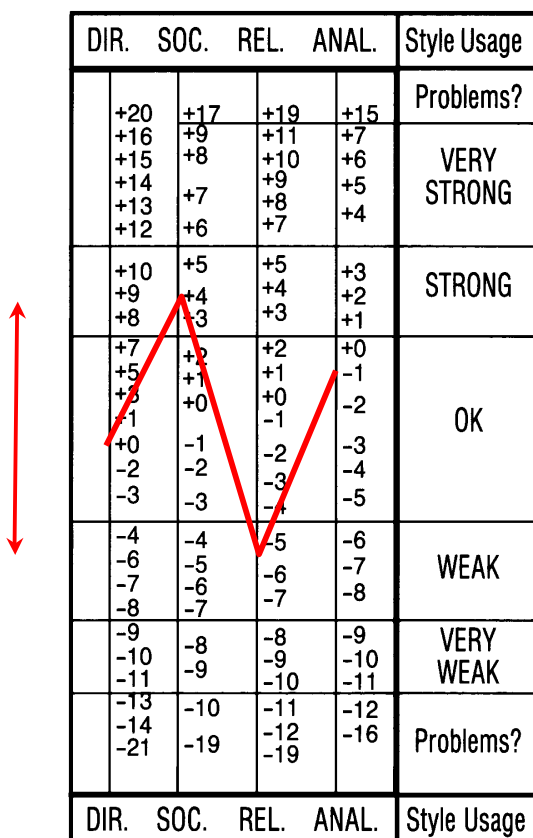 DIR. SOC. REL. ANAL. Style Usage
Problems?
+20 +17 +19 +15
+16 +9 +11 +7
+15 +8 +10 +6
VERY
STRONG
+14 +7 +9 +5
+13 +8 +4
+12 +6 +7
+10 +5 +5 +3
+9 +4 +4 +2
STRONG
+8 +3 +3 +1
+7 +2 +2 +0
+5 +1 +1 -1
+3 +0 +0 -2
+1 -1
OK
+0 -1 -2 -3
-2 -2 -3 -4
-3 -3 -4 -5
-4 -4 -5 -6
-6 -5 -6 -7
WEAK
-7 -6 -7 -8
-8 -7
-9 -8 -8 -9
VERY
WEAK
-10 -9 -9 -10
-11 -10 -11
-13 -10 -11 -12
-14 -12 -16
-21 -19 -19
Problems?
DIR. SOC. REL. ANAL. Style Usage